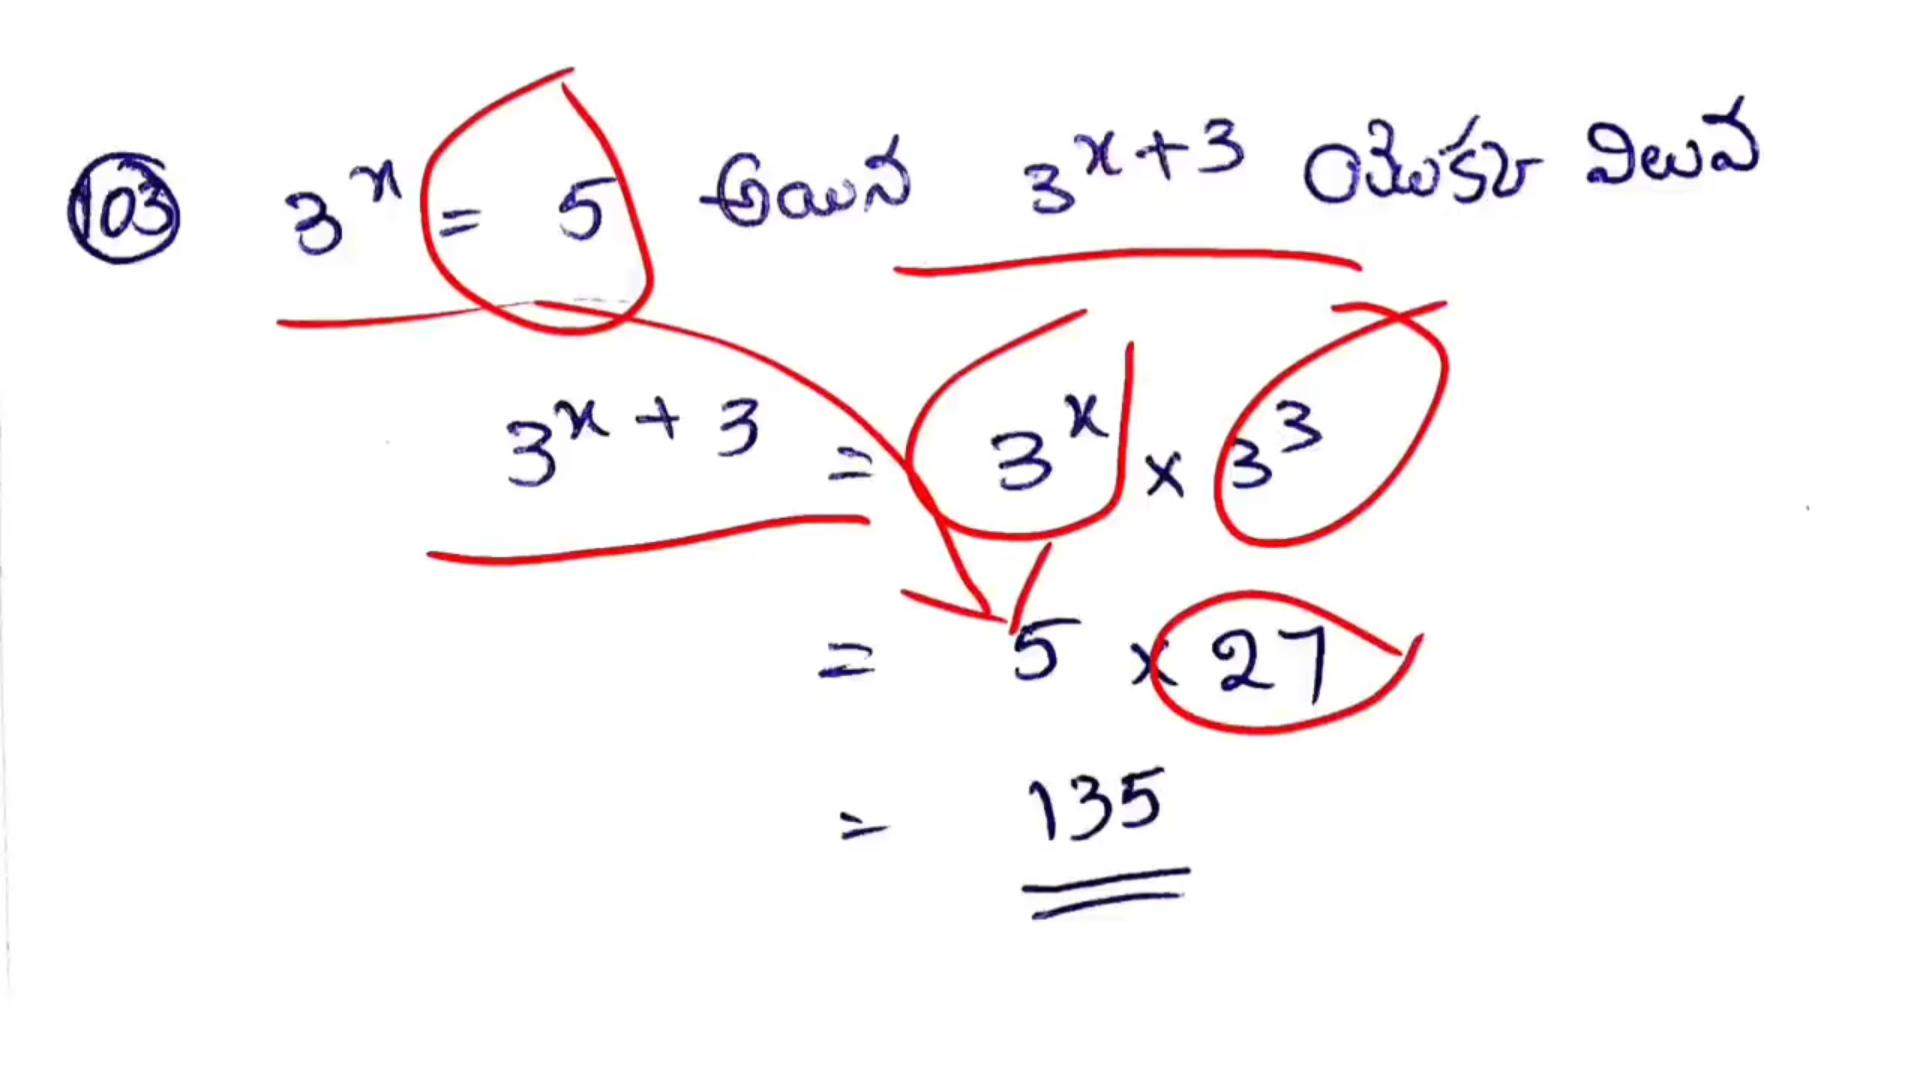 103 3^x = 5 అయిన 3^x+3 యొక్క విలువ
3^x+3 = 3^x × 3^3
= 5 × 27
= 135